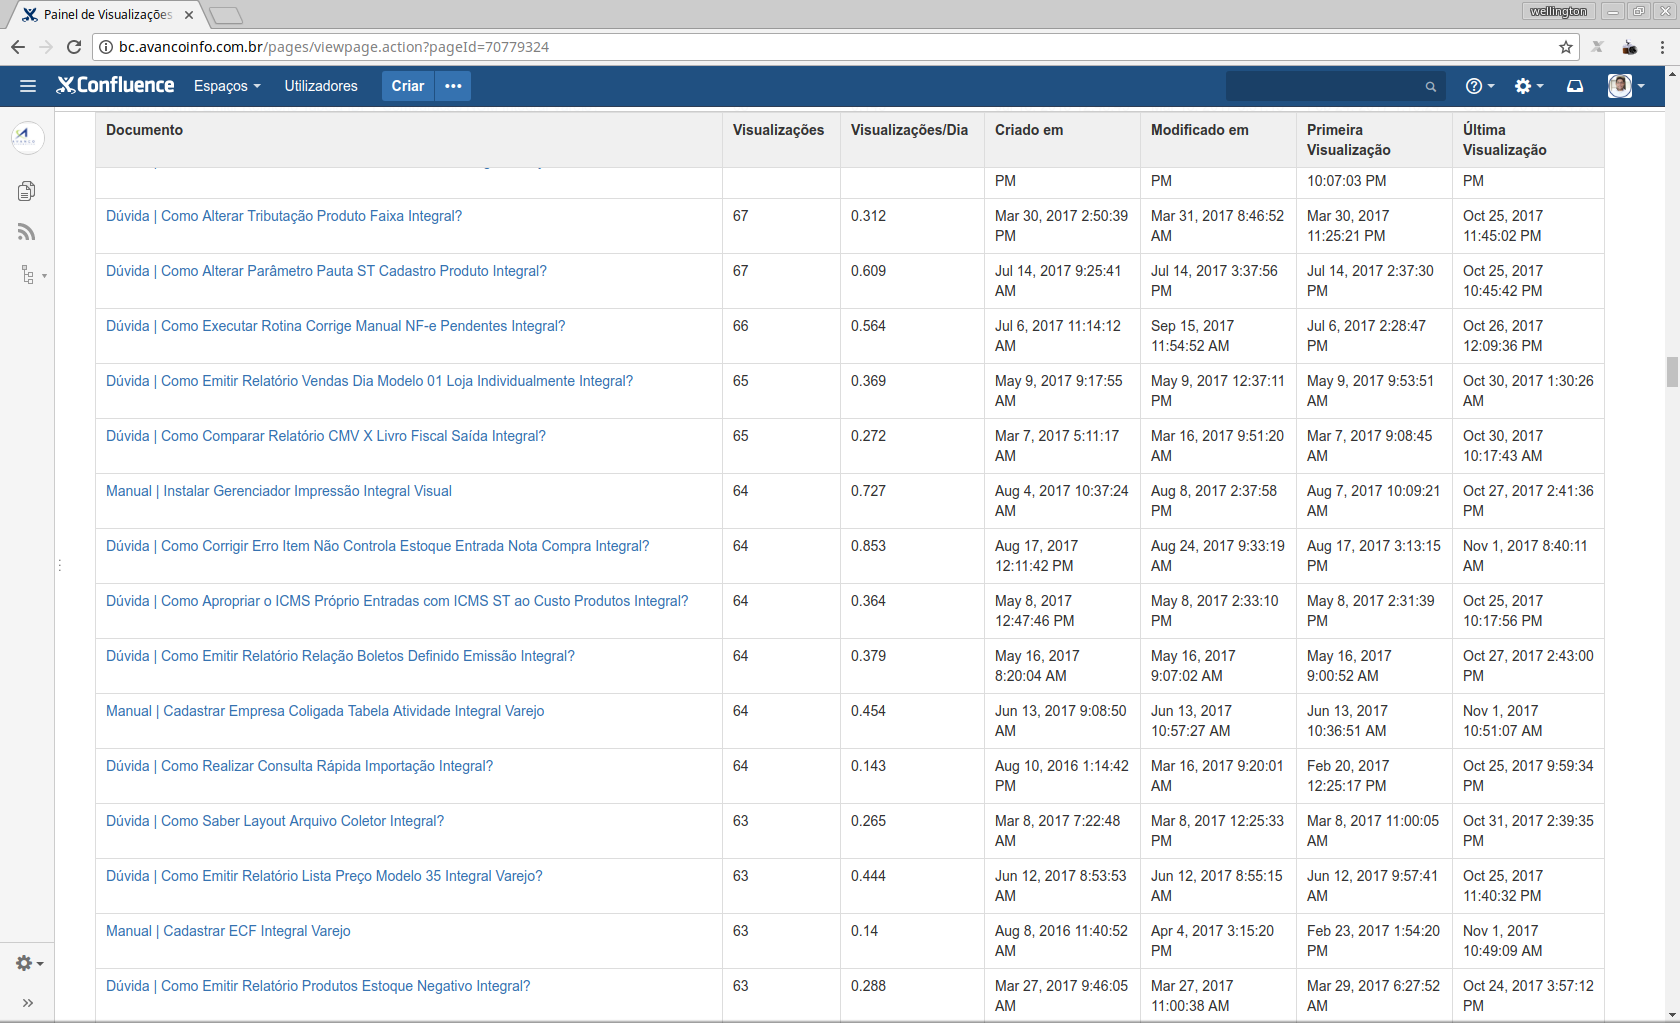 Painel de Visualizações
wellington
bc.avancoinfo.com.br/pages/viewpage.action?pageId=70779324
Confluence Espaços Utilizadores Criar •••
Documento Visualizações Visualizações/Dia Criado em Modificado em Primeira Visualização Última Visualização
PM PM 10:07:03 PM PM
Dúvida | Como Alterar Tributação Produto Faixa Integral? 67 0.312 Mar 30, 2017 2:50:39 PM Mar 31, 2017 8:46:52 AM Mar 30, 2017 11:25:21 PM Oct 25, 2017 11:45:02 PM
Dúvida | Como Alterar Parâmetro Pauta ST Cadastro Produto Integral? 67 0.609 Jul 14, 2017 9:25:41 AM Jul 14, 2017 3:37:56 PM Jul 14, 2017 2:37:30 PM Oct 25, 2017 10:45:42 PM
Dúvida | Como Executar Rotina Corrige Manual NF-e Pendentes Integral? 66 0.564 Jul 6, 2017 11:14:12 AM Sep 15, 2017 11:54:52 AM Jul 6, 2017 2:28:47 PM Oct 26, 2017 12:09:36 PM
Dúvida | Como Emitir Relatório Vendas Dia Modelo 01 Loja Individualmente Integral? 65 0.369 May 9, 2017 9:17:55 AM May 9, 2017 12:37:11 PM May 9, 2017 9:53:51 AM Oct 30, 2017 1:30:26 AM
Dúvida | Como Comparar Relatório CMV X Livro Fiscal Saída Integral? 65 0.272 Mar 7, 2017 5:11:17 AM Mar 16, 2017 9:51:20 AM Mar 7, 2017 9:08:45 AM Oct 30, 2017 10:17:43 AM
Manual | Instalar Gerenciador Impressão Integral Visual 64 0.727 Aug 4, 2017 10:37:24 AM Aug 8, 2017 2:37:58 PM Aug 7, 2017 10:09:21 AM Oct 27, 2017 2:41:36 PM
Dúvida | Como Corrigir Erro Item Não Controla Estoque Entrada Nota Compra Integral? 64 0.853 Aug 17, 2017 12:11:42 PM Aug 24, 2017 9:33:19 AM Aug 17, 2017 3:13:15 PM Nov 1, 2017 8:40:11 AM
Dúvida | Como Apropriar o ICMS Próprio Entradas com ICMS ST ao Custo Produtos Integral? 64 0.364 May 8, 2017 12:47:46 PM May 8, 2017 2:33:10 PM May 8, 2017 2:31:39 PM Oct 25, 2017 10:17:56 PM
Dúvida | Como Emitir Relatório Relação Boletos Definido Emissão Integral? 64 0.379 May 16, 2017 8:20:04 AM May 16, 2017 9:07:02 AM May 16, 2017 9:00:52 AM Oct 27, 2017 2:43:00 PM
Manual | Cadastrar Empresa Coligada Tabela Atividade Integral Varejo 64 0.454 Jun 13, 2017 9:08:50 AM Jun 13, 2017 10:57:27 AM Jun 13, 2017 10:36:51 AM Nov 1, 2017 10:51:07 AM
Dúvida | Como Realizar Consulta Rápida Importação Integral? 64 0.143 Aug 10, 2016 1:14:42 PM Mar 16, 2017 9:20:01 AM Feb 20, 2017 12:25:17 PM Oct 25, 2017 9:59:34 PM
Dúvida | Como Saber Layout Arquivo Coletor Integral? 63 0.265 Mar 8, 2017 7:22:48 AM Mar 8, 2017 12:25:33 PM Mar 8, 2017 11:00:05 AM Oct 31, 2017 2:39:35 PM
Dúvida | Como Emitir Relatório Lista Preço Modelo 35 Integral Varejo? 63 0.444 Jun 12, 2017 8:53:53 AM Jun 12, 2017 8:55:15 AM Jun 12, 2017 9:57:41 AM Oct 25, 2017 11:40:32 PM
Manual | Cadastrar ECF Integral Varejo 63 0.14 Aug 8, 2016 11:40:52 AM Apr 4, 2017 3:15:20 PM Feb 23, 2017 1:54:20 PM Nov 1, 2017 10:49:09 AM
Dúvida | Como Emitir Relatório Produtos Estoque Negativo Integral? 63 0.288 Mar 27, 2017 9:46:05 AM Mar 27, 2017 11:00:38 AM Mar 29, 2017 6:27:52 AM Oct 24, 2017 3:57:12 PM